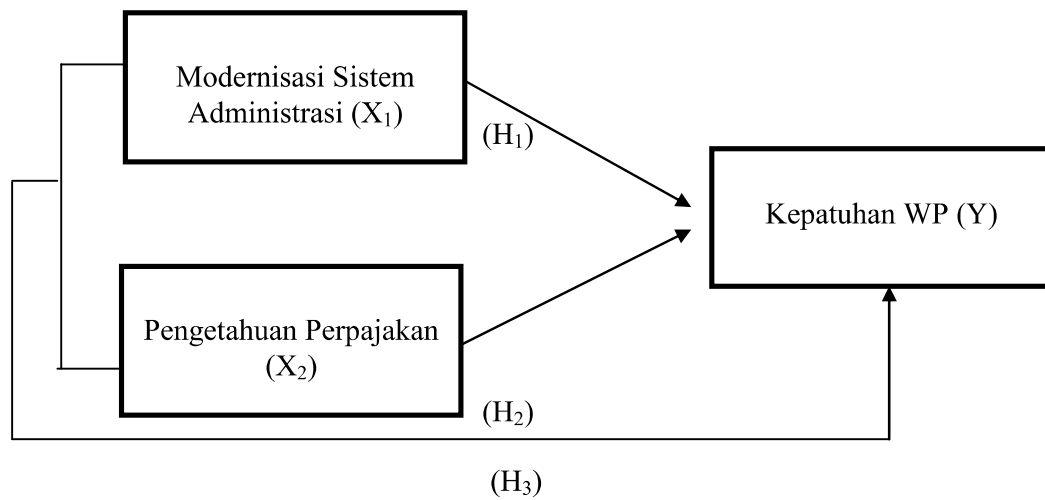 Modernisasi Sistem
Administrasi (X₁)
(H₁)
Kepatuhan WP (Y)
Pengetahuan Perpajakan
(X₂)
(H₂)
(H₃)